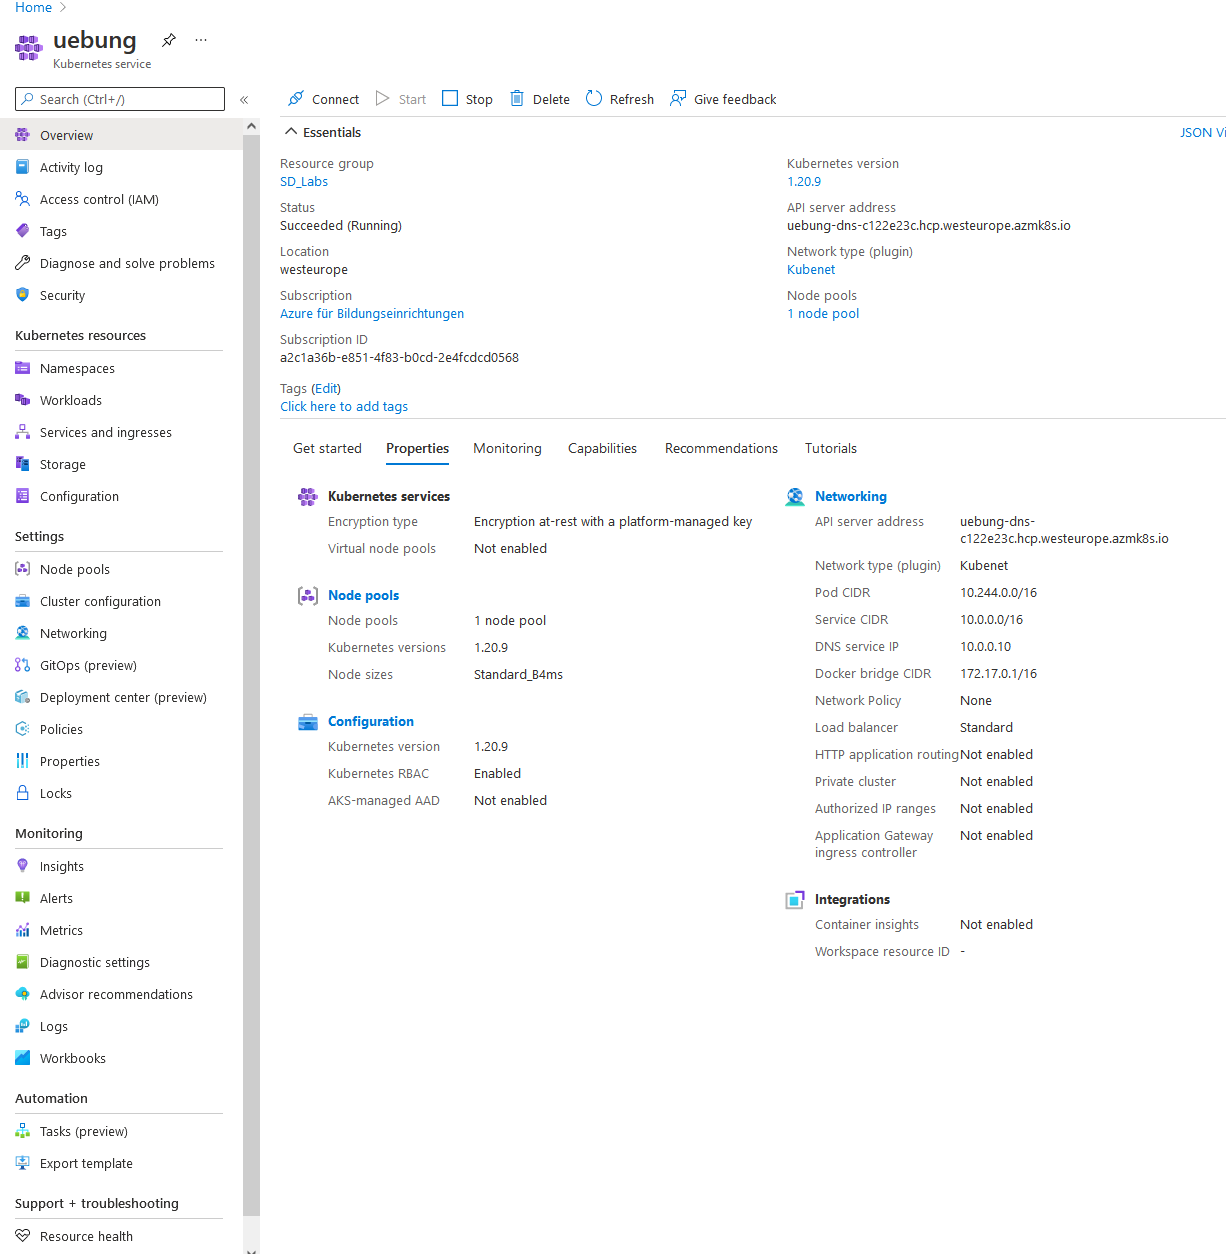 Home
uebung
Kubernetes service
Search (Ctrl+/)
Overview
Activity log
Access control (IAM)
Tags
Diagnose and solve problems
Security
Kubernetes resources
Namespaces
Workloads
Services and ingresses
Storage
Configuration
Settings
Node pools
Cluster configuration
Networking
GitOps (preview)
Deployment center (preview)
Policies
Properties
Locks
Monitoring
Insights
Alerts
Metrics
Diagnostic settings
Advisor recommendations
Logs
Workbooks
Automation
Tasks (preview)
Export template
Support + troubleshooting
Resource health
Connect Start Stop Delete Refresh Give feedback
Essentials
JSON Vi
Resource group
SD_Labs
Status
Succeeded (Running)
Location
westeurope
Subscription
Azure für Bildungseinrichtungen
Subscription ID
a2c1a36b-e851-4f83-b0cd-2e4fcdcd0568
Tags (Edit)
Click here to add tags
Kubernetes version
1.20.9
API server address
uebung-dns-c122e23c.hcp.westeurope.azmk8s.io
Network type (plugin)
Kubenet
Node pools
1 node pool
Get started Properties Monitoring Capabilities Recommendations Tutorials
Kubernetes services
Encryption type Encryption at-rest with a platform-managed key
Virtual node pools Not enabled
Node pools
Node pools 1 node pool
Kubernetes versions 1.20.9
Node sizes Standard_B4ms
Configuration
Kubernetes version 1.20.9
Kubernetes RBAC Enabled
AKS-managed AAD Not enabled
Networking
API server address uebung-dns-
c122e23c.hcp.westeurope.azmk8s.io
Network type (plugin) Kubenet
Pod CIDR 10.244.0.0/16
Service CIDR 10.0.0.0/16
DNS service IP 10.0.0.10
Docker bridge CIDR 172.17.0.1/16
Network Policy None
Load balancer Standard
HTTP application routing Not enabled
Private cluster Not enabled
Authorized IP ranges Not enabled
Application Gateway Not enabled
ingress controller
Integrations
Container insights Not enabled
Workspace resource ID -